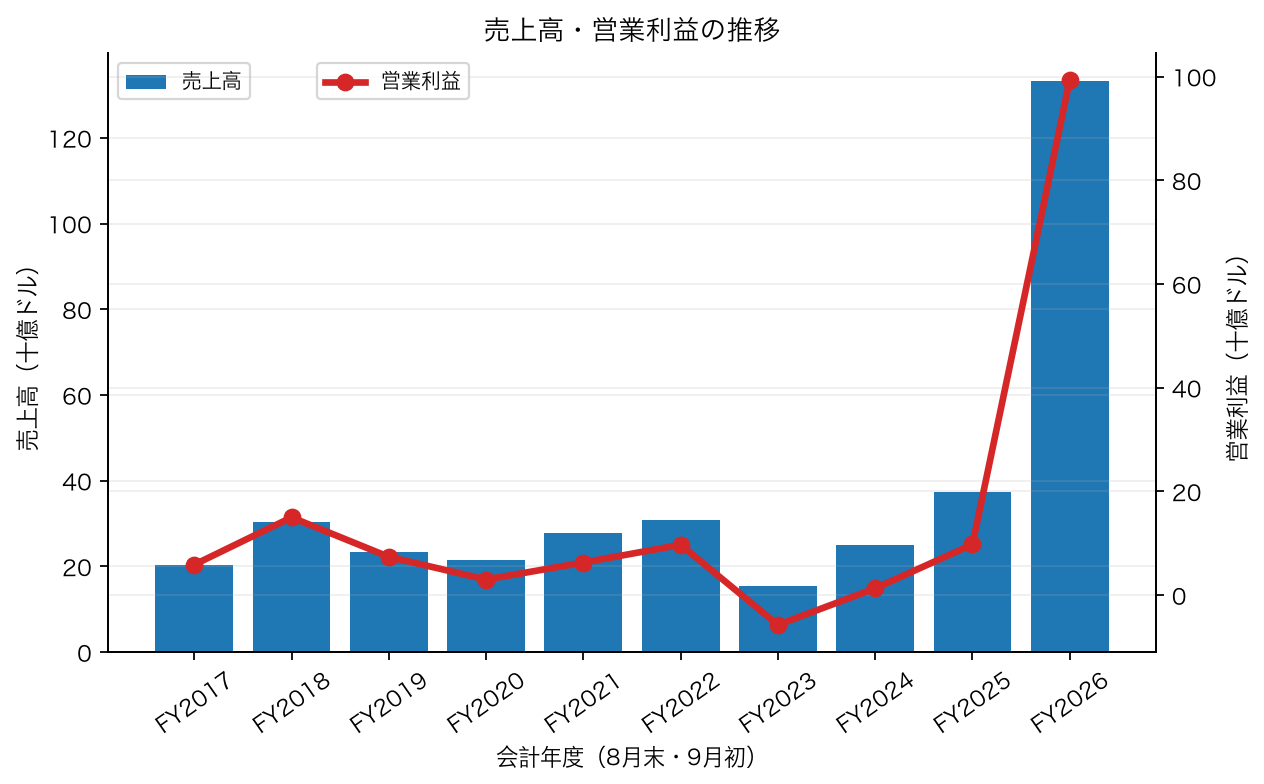 売上高・営業利益の推移
売上高
営業利益
売上高（十億ドル）
120
100
80
60
40
20
0
100
80
60
40
20
0
営業利益（十億ドル）
FY2017
FY2018
FY2019
FY2020
FY2021
FY2022
FY2023
FY2024
FY2025
FY2026
会計年度（8月末・9月初）